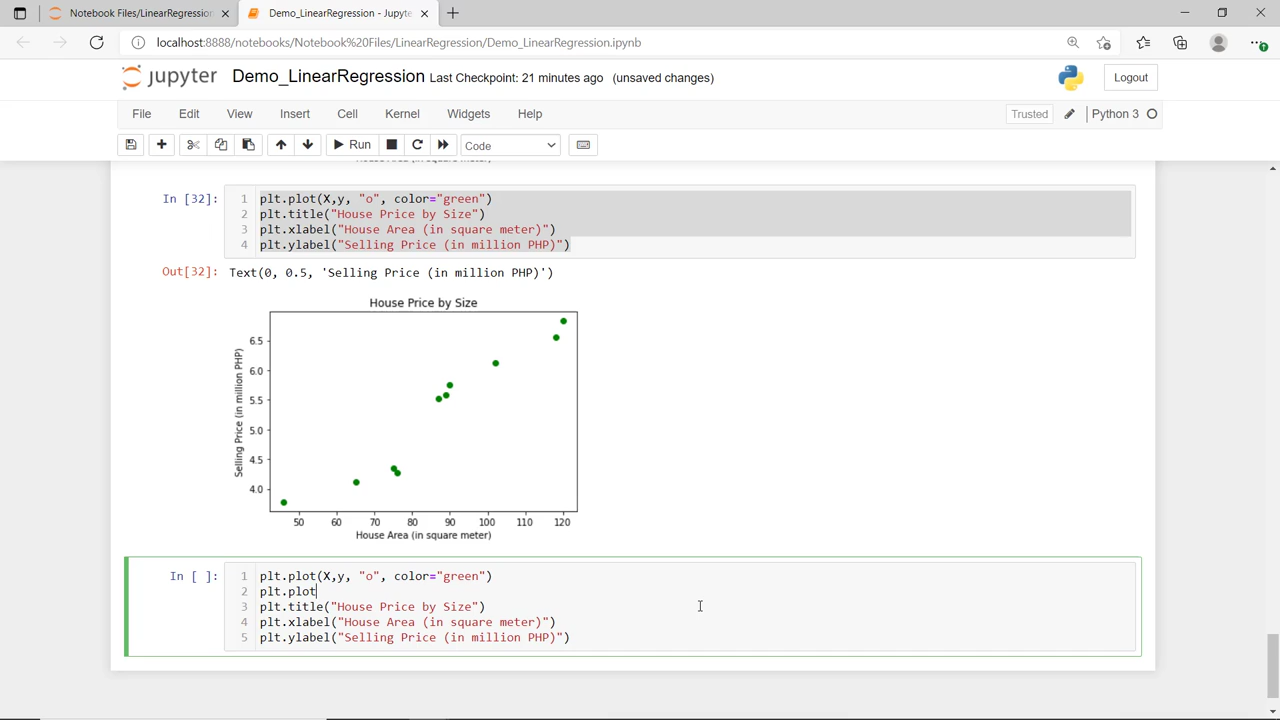 Notebook Files/LinearRegression
Demo_LinearRegression - Jupyte
localhost:8888/notebooks/Notebook%20Files/LinearRegression/Demo_LinearRegression.ipynb
jupyter Demo_LinearRegression Last Checkpoint: 21 minutes ago (unsaved changes)
Logout
File Edit View Insert Cell Kernel Widgets Help
Trusted
Python 3
Run
Code
House Area (in square meter)
In [32]:
1 plt.plot(X,y, "o", color="green")
2 plt.title("House Price by Size")
3 plt.xlabel("House Area (in square meter)")
4 plt.ylabel("Selling Price (in million PHP)")
Out[32]: Text(0, 0.5, 'Selling Price (in million PHP)')
House Price by Size
Selling Price (in million PHP)
6.5
6.0
5.5
5.0
4.5
4.0
50 60 70 80 90 100 110 120
House Area (in square meter)
In [ ]:
1 plt.plot(X,y, "o", color="green")
2 plt.plot
3 plt.title("House Price by Size")
4 plt.xlabel("House Area (in square meter)")
5 plt.ylabel("Selling Price (in million PHP)")